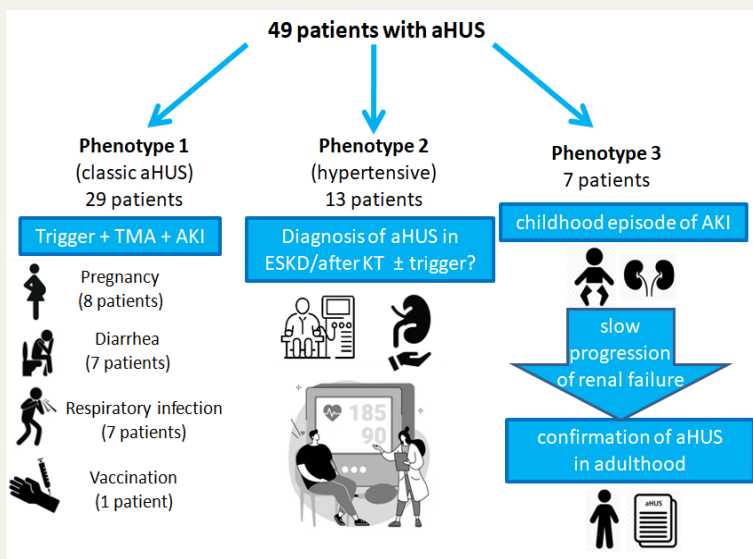 49 patients with aHUS
Phenotype 1
(classic aHUS)
29 patients
Trigger + TMA + AKI
Pregnancy
(8 patients)
Diarrhea
(7 patients)
Respiratory infection
(7 patients)
Vaccination
(1 patient)
Phenotype 2
(hypertensive)
13 patients
Diagnosis of aHUS in
ESKD/after KT ± trigger?
185
90
Phenotype 3
7 patients
childhood episode of AKI
slow
progression
of renal failure
confirmation of aHUS
in adulthood
aHUS